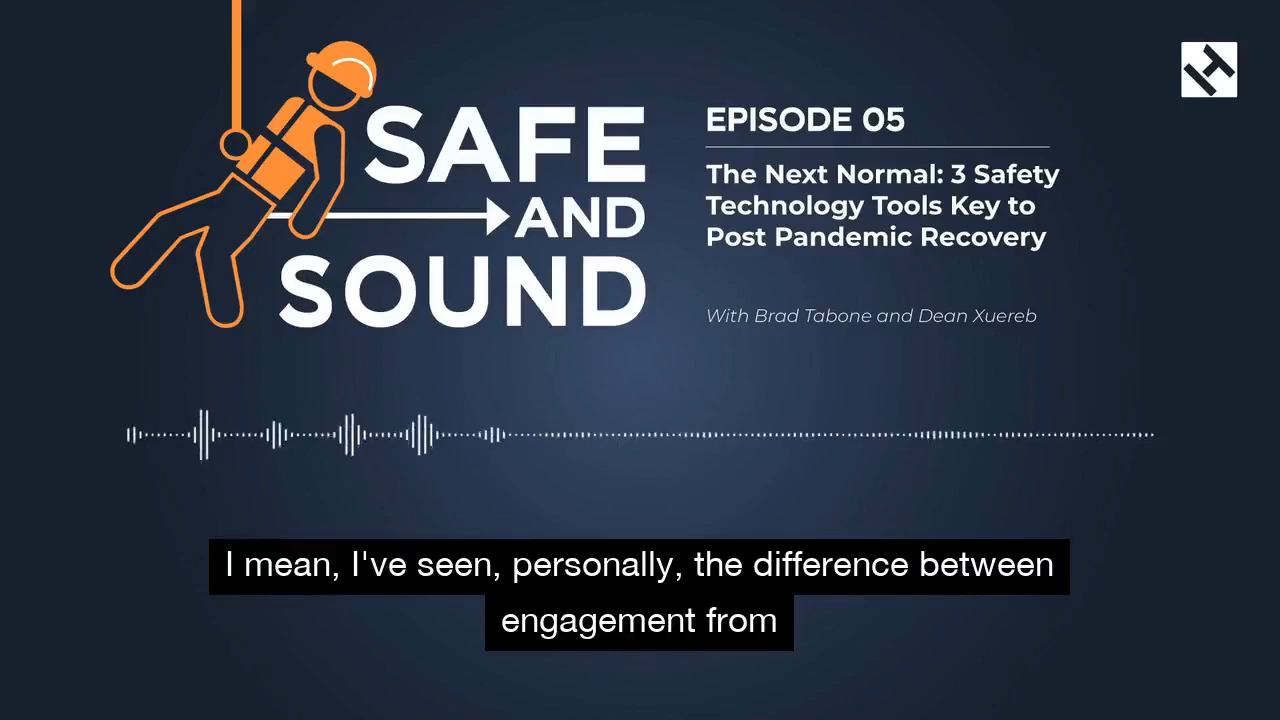 SAFE
AND
SOUND
EPISODE 05
The Next Normal: 3 Safety
Technology Tools Key to
Post Pandemic Recovery
With Brad Tabone and Dean Xuereb
I mean, I've seen, personally, the difference between
engagement from